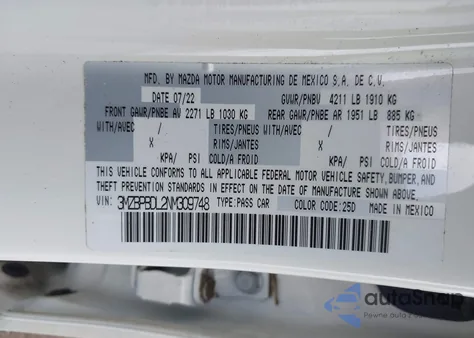 MFD. BY MAZDA MOTOR MANUFACTURING DE MEXICO S.A. DE C.V.
DATE 07/22 GVWR/PNBV 4211 LB 1910 KG
FRONT GAWR/PNBE AV 2271 LB 1030 KG REAR GAWR/PNBE AR 1951 LB 885 KG
WITH/AVEC / TIRES/PNEUS WITH/AVEC / TIRES/PNEUS
X RIMS/JANTES X RIMS/JANTES
KPA/ PSI COLD/A FROID KPA/ PSI COLD/A FROID
THIS VEHICLE CONFORMS TO ALL APPLICABLE FEDERAL MOTOR VEHICLE SAFETY, BUMPER, AND
THEFT PREVENTION STANDARDS IN EFFECT ON THE DATE OF MANUFACTURE SHOWN ABOVE.
VIN: 3MZBPBDL2NM309748 TYPE:PASS CAR COLOR CODE:25D MADE IN MEXICO
autoSnap
Pewne auto